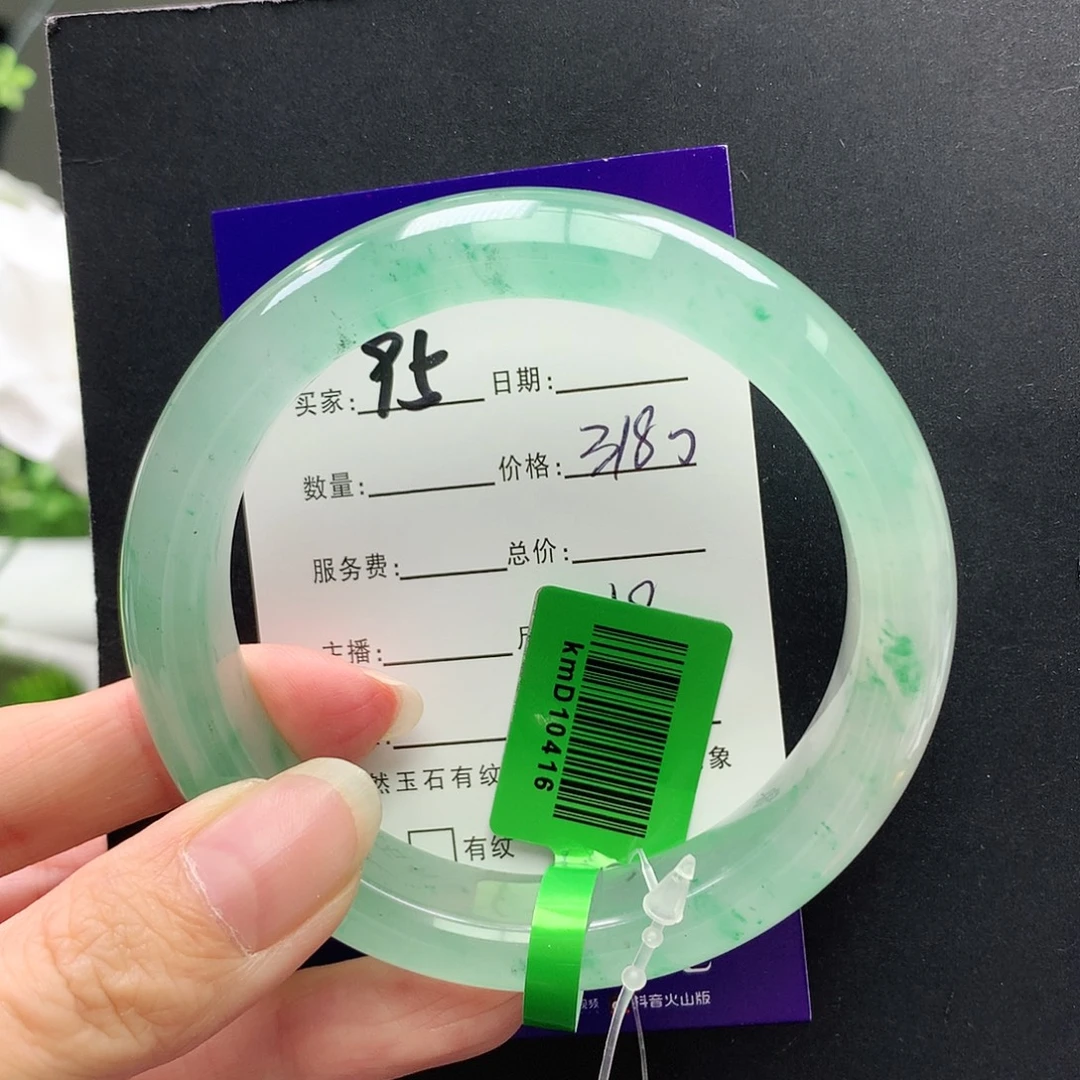 买家: 95 日期:
数量: 价格: 3180
服务费: 总价:
主播:
kmD10416
然玉石有纹 象
有纹
抖音火山版